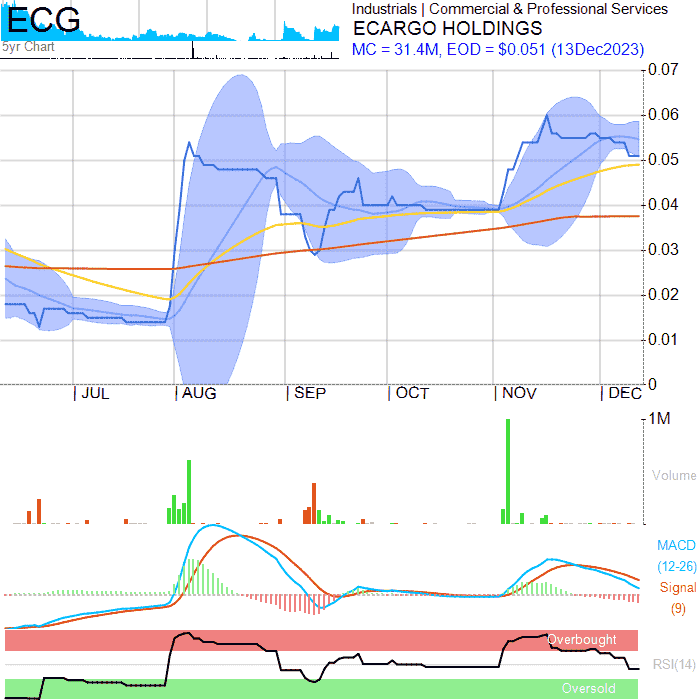 ECG
5yr Chart
Industrials | Commercial & Professional Services
ECARGO HOLDINGS
MC = 31.4M, EOD = $0.051 (13Dec2023)
0.07
0.06
0.05
0.04
0.03
0.02
0.01
0
| JUL | AUG | SEP | OCT | NOV | DEC
1M
Volume
MACD
(12-26)
Signal
(9)
Overbought
RSI(14)
Oversold